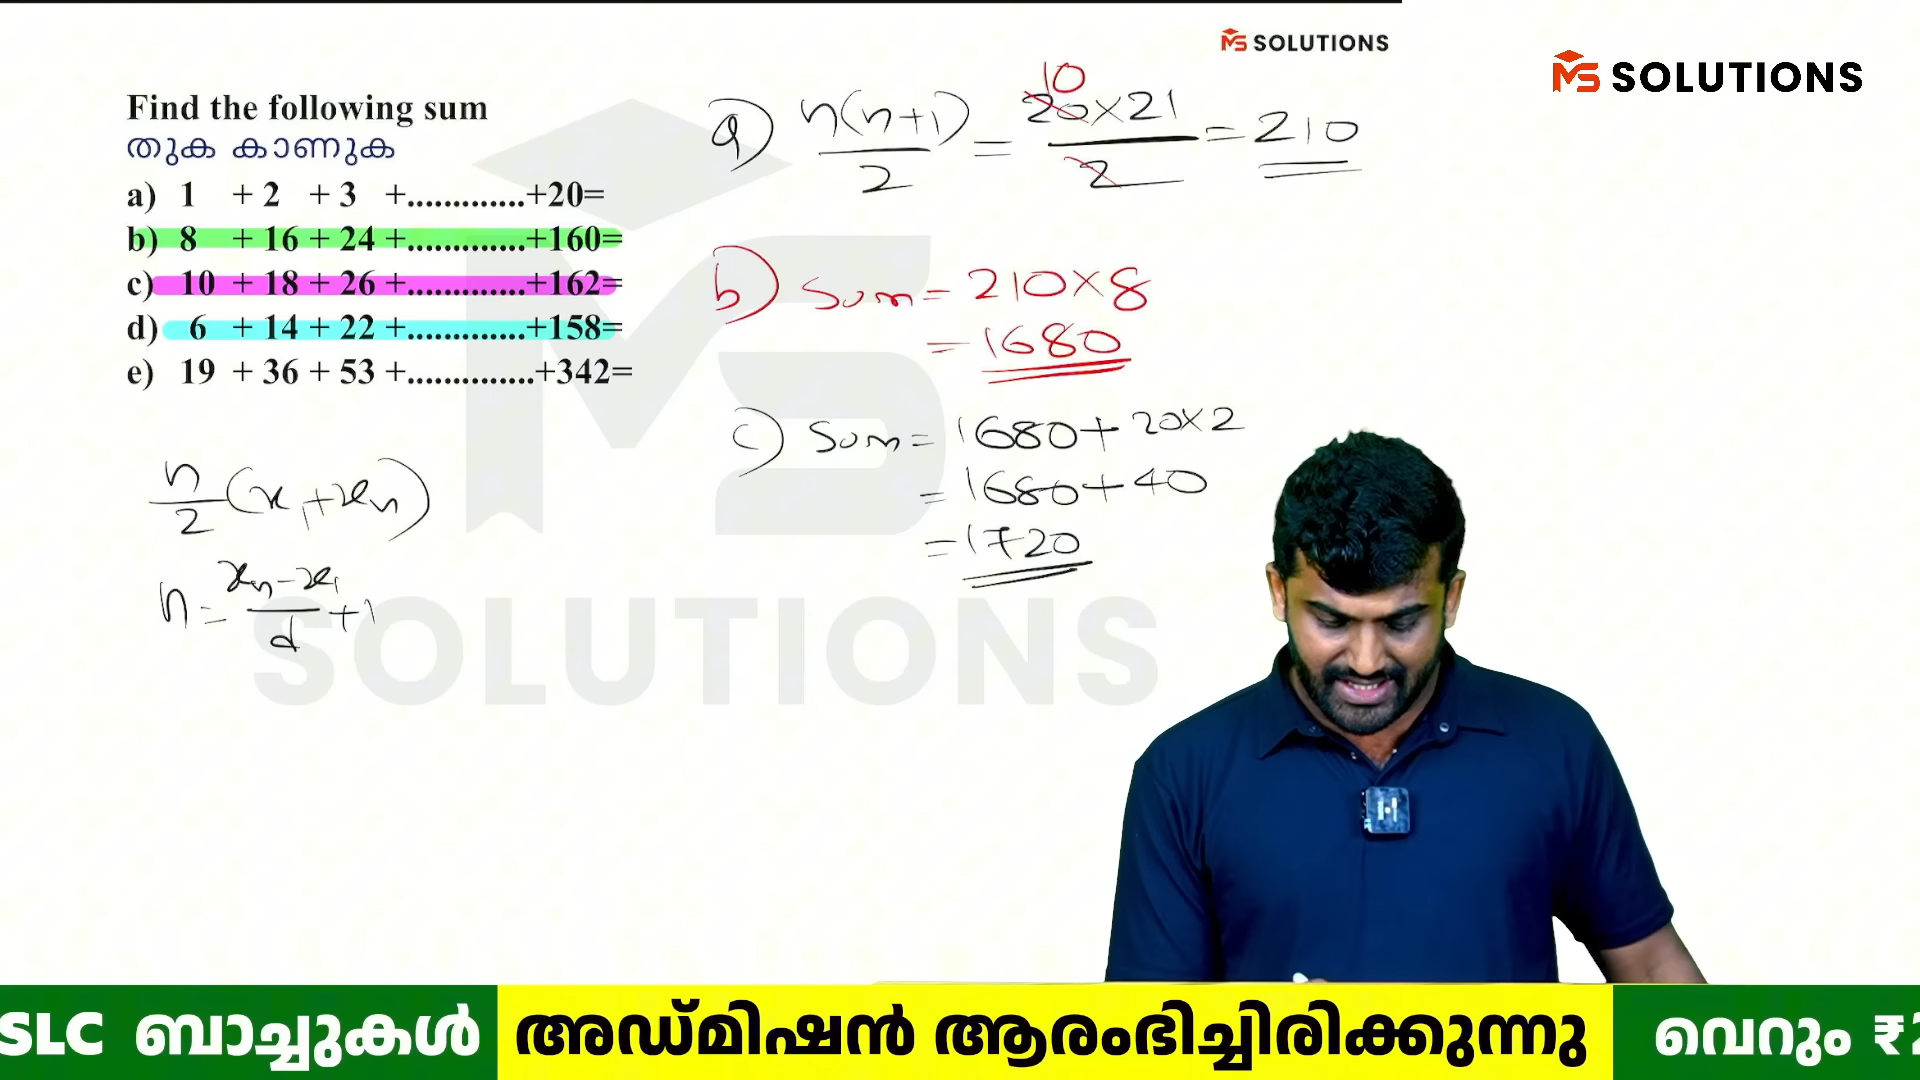 MS SOLUTIONS
MS SOLUTIONS
Find the following sum
തുക കാണുക
a) 1 + 2 + 3 +.............+20=
b) 8 + 16 + 24 +.............+160=
c) 10 + 18 + 26 +.............+162=
d) 6 + 14 + 22 +.............+158=
e) 19 + 36 + 53 +..............+342=
n/2 (x₁+xₙ)
n = (xₙ-x₁)/d +1
a) n(n+1)/2 = 20×21/2 = 210
10
b) Sum = 210×8
= 1680
c) Sum = 1680+20×2
= 1680+40
= 1720
MS
SOLUTIONS
SLC ബാച്ചുകൾ അഡ്മിഷൻ ആരംഭിച്ചിരിക്കുന്നു വെറും ₹2